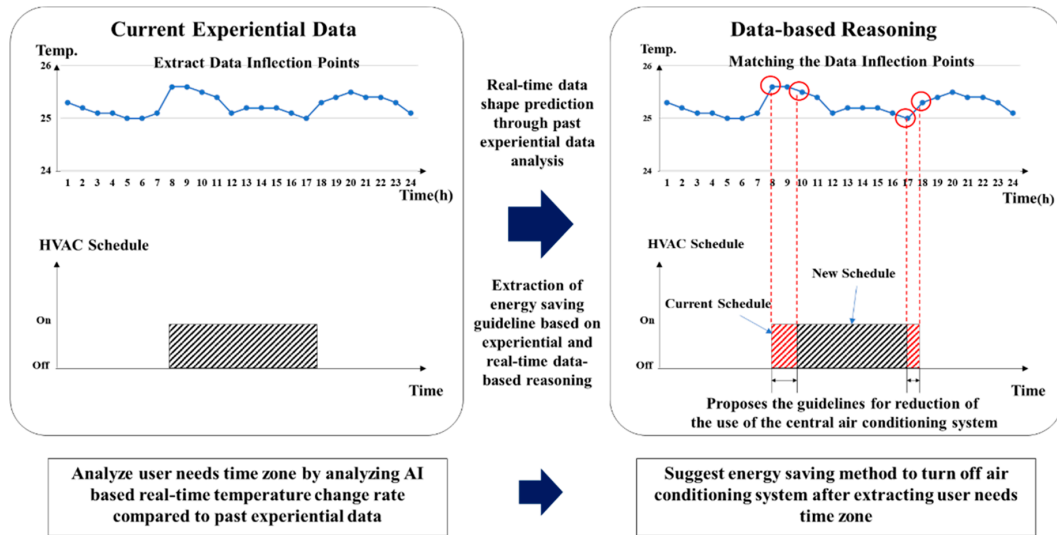 Current Experiential Data
Temp.
Extract Data Inflection Points
26
25
24
1 2 3 4 5 6 7 8 9 10 11 12 13 14 15 16 17 18 19 20 21 22 23 24
Time(h)
HVAC Schedule
On
Off
Time
Real-time data
shape prediction
through past
experiential data
analysis
Extraction of
energy saving
guideline based on
experiential and
real-time data-
based reasoning
Data-based Reasoning
Temp.
Matching the Data Inflection Points
26
25
24
1 2 3 4 5 6 7 8 9 10 11 12 13 14 15 16 17 18 19 20 21 22 23 24
Time(h)
HVAC Schedule
New Schedule
Current Schedule
On
Off
Time
Proposes the guidelines for reduction of
the use of the central air conditioning system
Analyze user needs time zone by analyzing AI
based real-time temperature change rate
compared to past experiential data
Suggest energy saving method to turn off air
conditioning system after extracting user needs
time zone